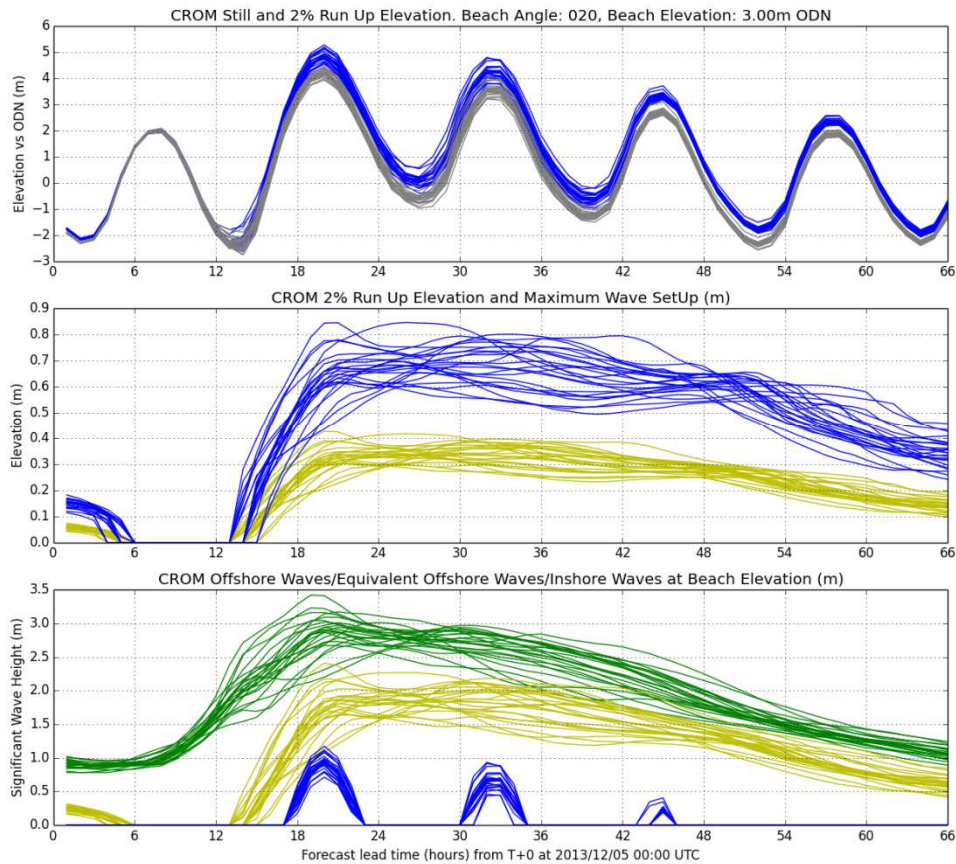 CROM Still and 2% Run Up Elevation. Beach Angle: 020, Beach Elevation: 3.00m ODN
Elevation vs ODN (m)
6
5
4
3
2
1
0
−1
−2
−3
0 6 12 18 24 30 36 42 48 54 60 66
CROM 2% Run Up Elevation and Maximum Wave SetUp (m)
Elevation (m)
0.9
0.8
0.7
0.6
0.5
0.4
0.3
0.2
0.1
0.0
0 6 12 18 24 30 36 42 48 54 60 66
CROM Offshore Waves/Equivalent Offshore Waves/Inshore Waves at Beach Elevation (m)
Significant Wave Height (m)
3.5
3.0
2.5
2.0
1.5
1.0
0.5
0.0
0 6 12 18 24 30 36 42 48 54 60 66
Forecast lead time (hours) from T+0 at 2013/12/05 00:00 UTC